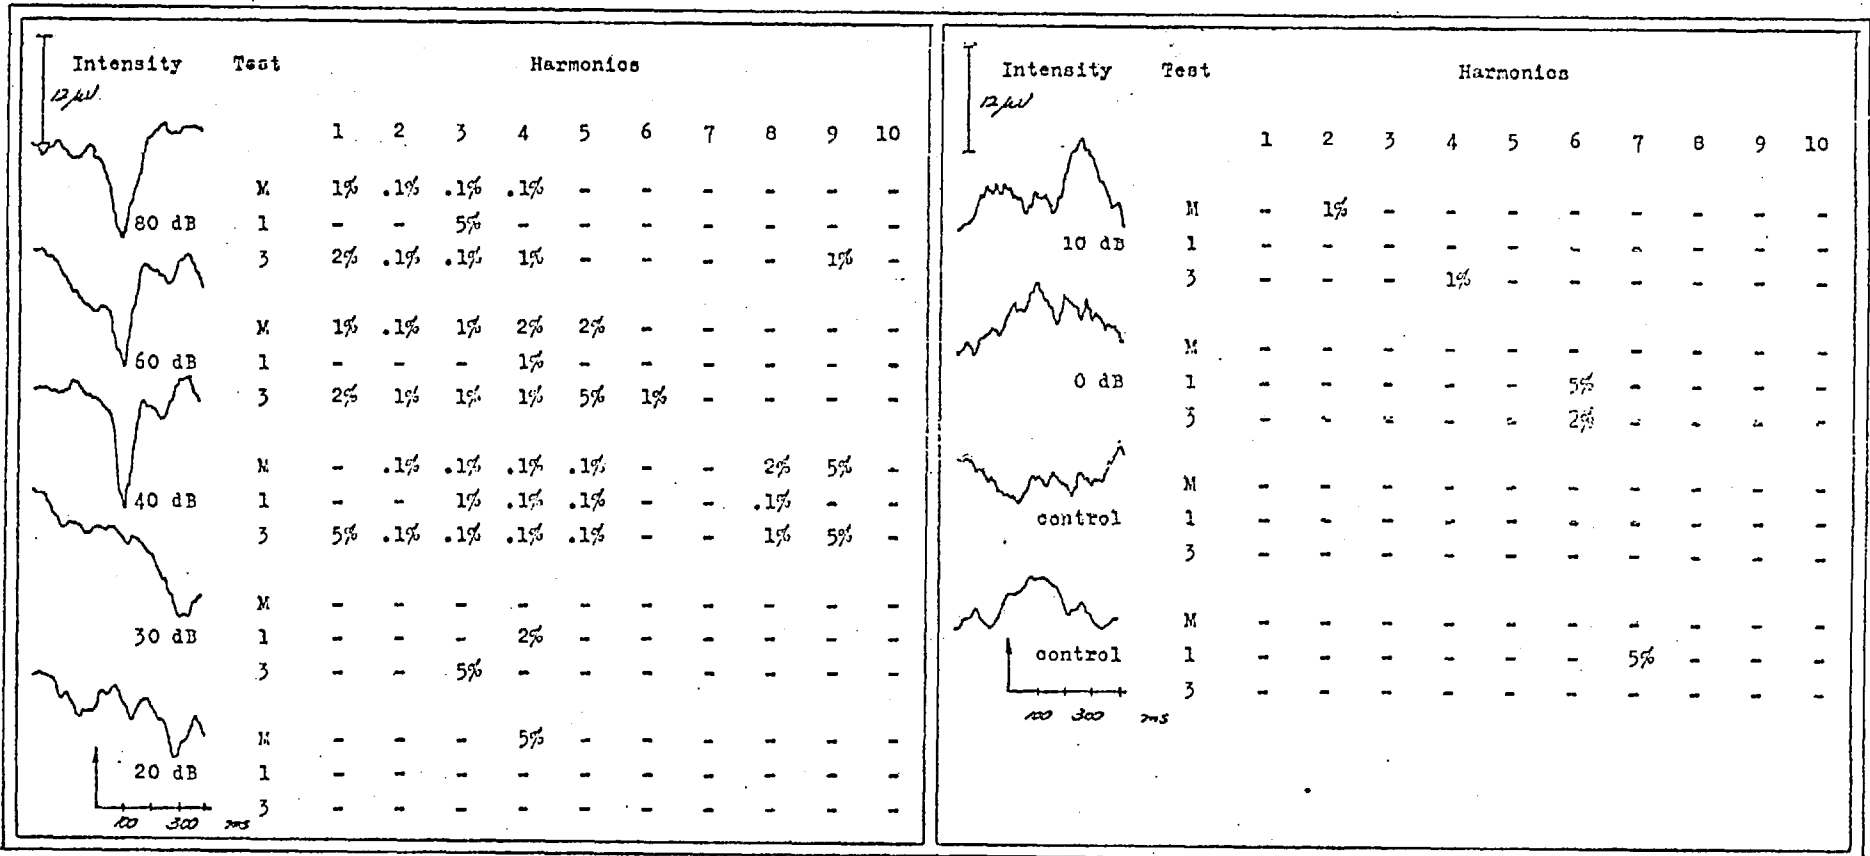 Intensity Test Harmonics
12 µV
1 2 3 4 5 6 7 8 9 10
M 1% .1% .1% .1% - - - - - -
80 dB 1 - - 5% - - - - - - -
3 2% .1% .1% 1% - - - - 1% -
M 1% .1% 1% 2% 2% - - - - -
60 dB 1 - - - 1% - - - - - -
3 2% 1% 1% 1% 5% 1% - - - -
M - .1% .1% .1% .1% - - 2% 5% -
40 dB 1 - - 1% .1% .1% - - .1% - -
3 5% .1% .1% .1% .1% - - 1% 5% -
M - - - - - - - - - -
30 dB 1 - - - 2% - - - - - -
3 - - 5% - - - - - - -
M - - - 5% - - - - - -
20 dB 1 - - - - - - - - - -
3 - - - - - - - - - -
100 300 ms
Intensity Test Harmonics
12 µV
1 2 3 4 5 6 7 8 9 10
M - 1% - - - - - - - -
10 dB 1 - - - - - - - - - -
3 - - - 1% - - - - - -
M - - - - - - - - - -
0 dB 1 - - - - - 5% - - - -
3 - - - - - 2% - - - -
M - - - - - - - - - -
control 1 - - - - - - - - - -
3 - - - - - - - - - -
M - - - - - - - - - -
control 1 - - - - - - 5% - - -
3 - - - - - - - - - -
100 300 ms